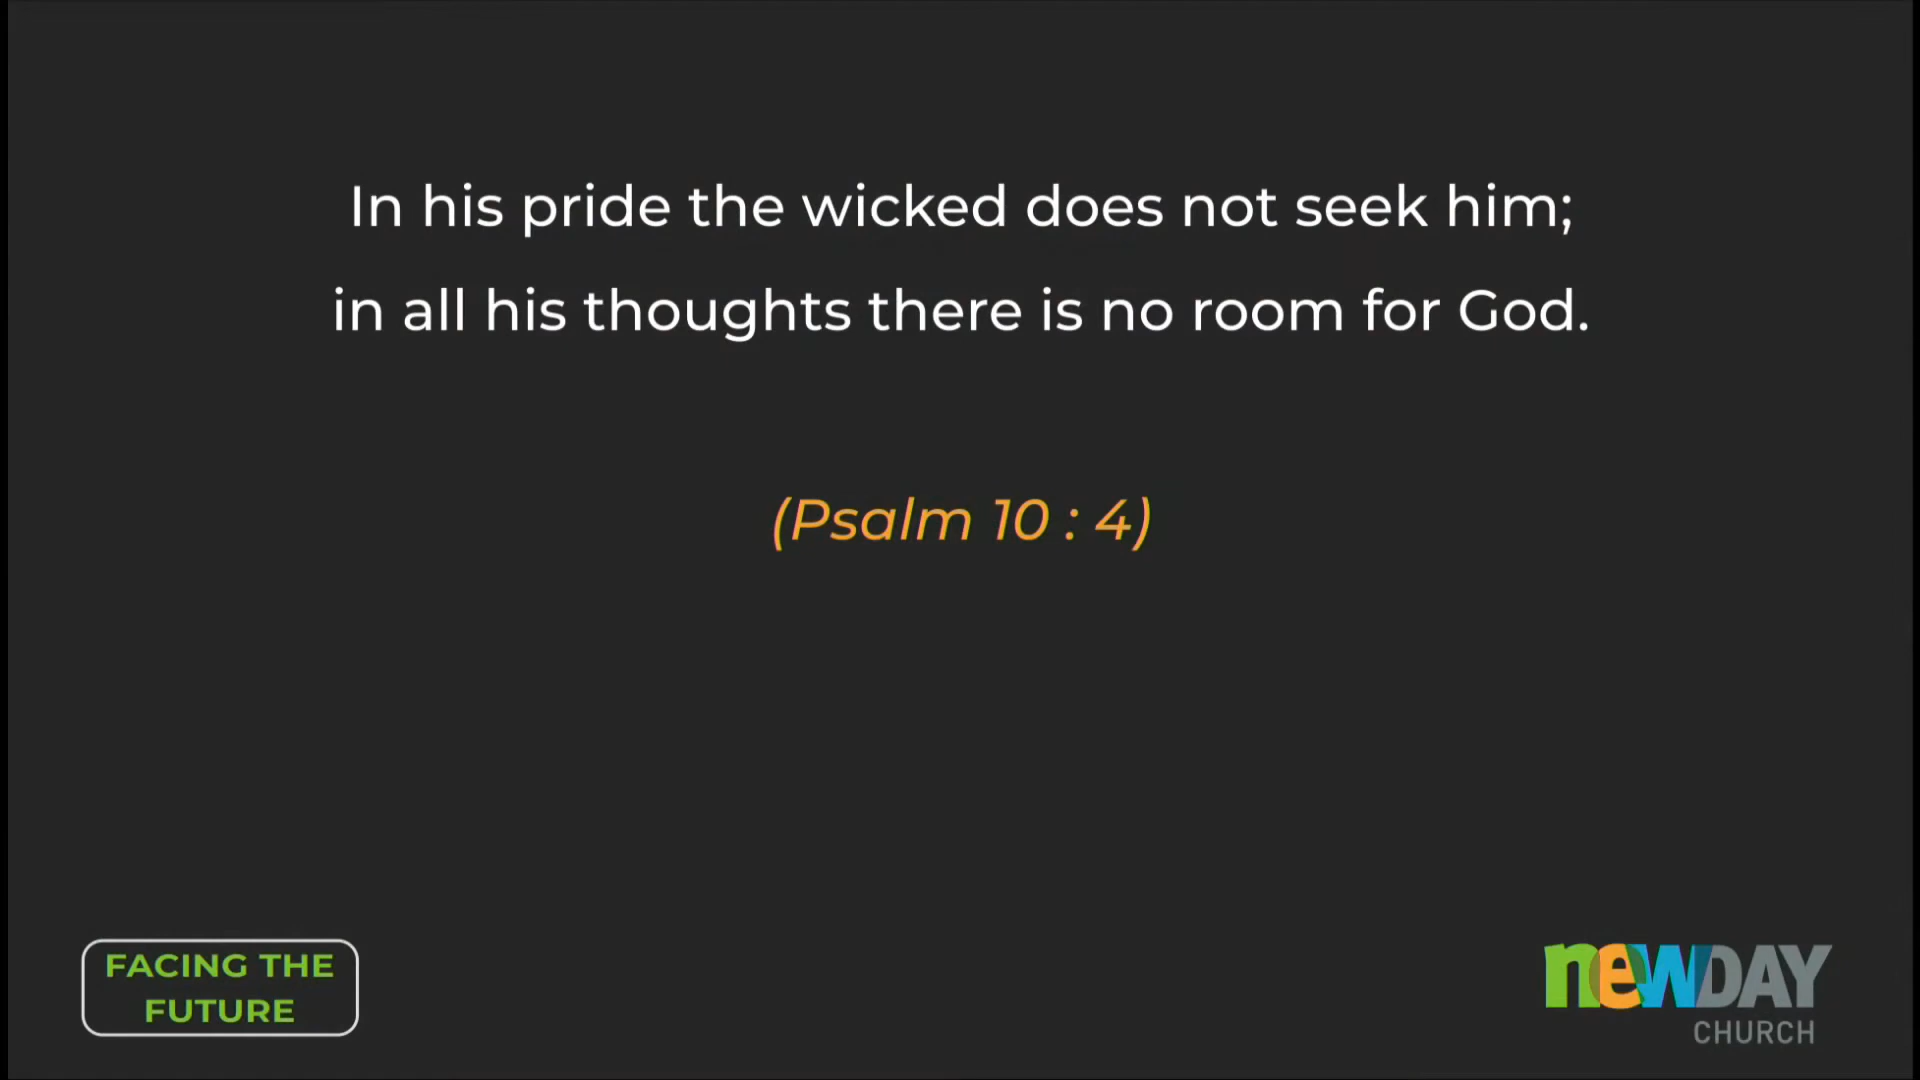 In his pride the wicked does not seek him;
in all his thoughts there is no room for God.
(Psalm 10 : 4)
FACING THE
FUTURE
newDAY
CHURCH